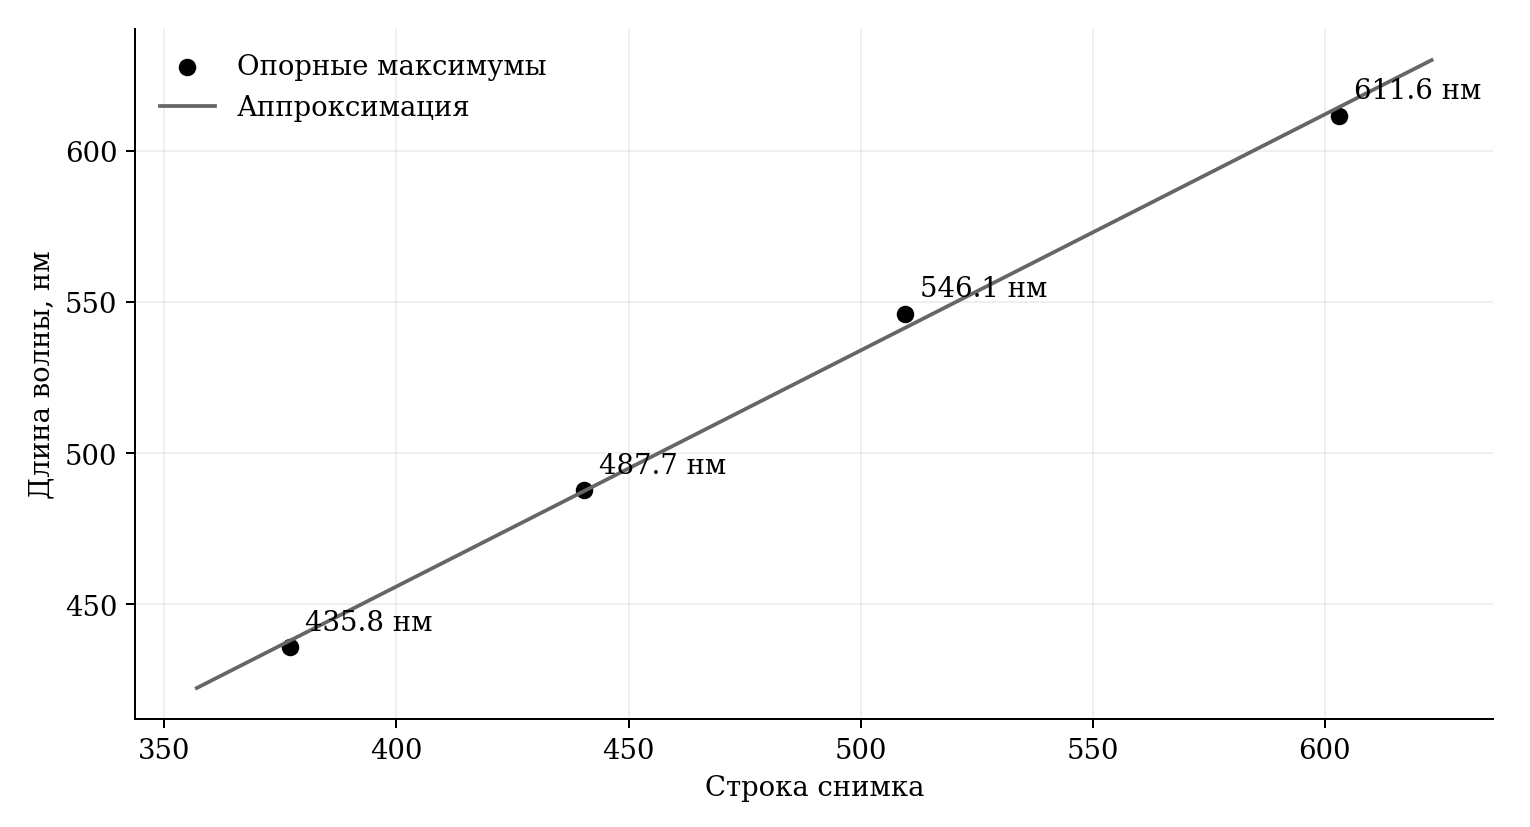 Опорные максимумы
Аппроксимация
611.6 нм
546.1 нм
487.7 нм
435.8 нм
Длина волны, нм
600
550
500
450
350 400 450 500 550 600
Строка снимка